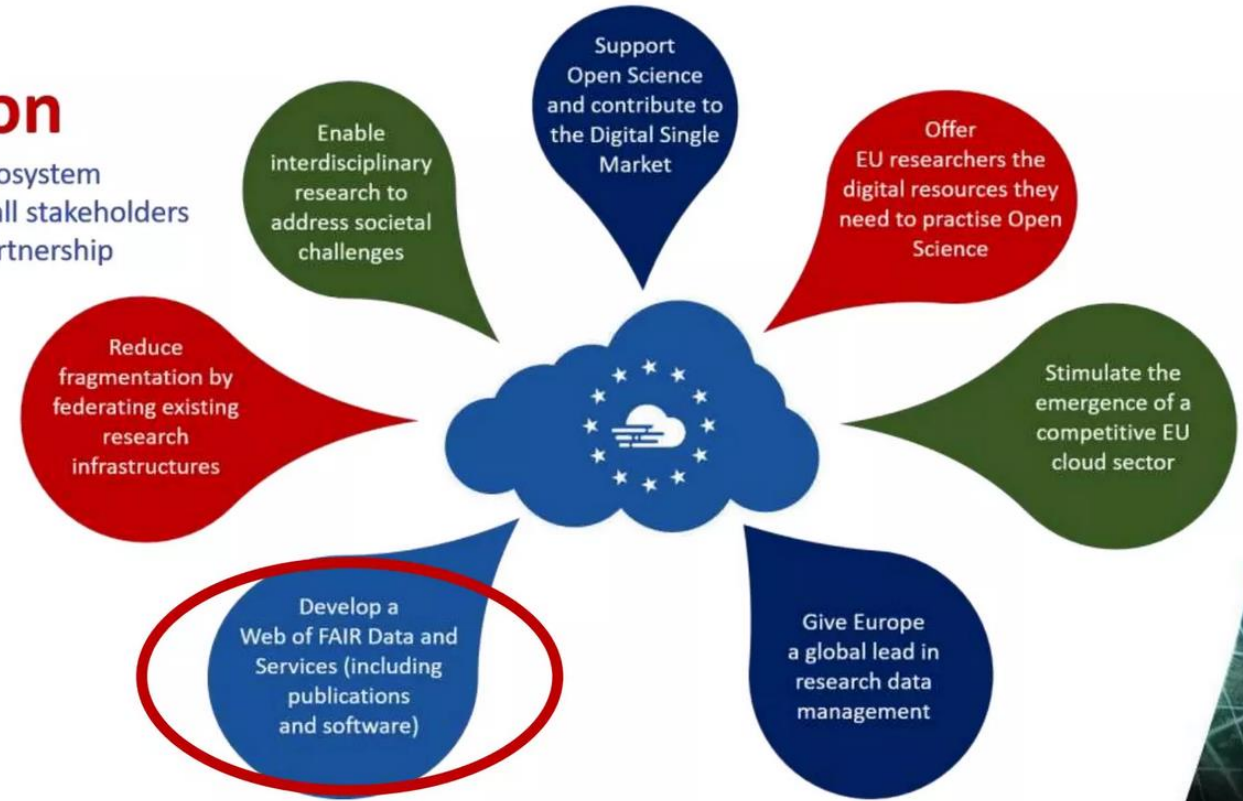 on
osystem
all stakeholders
rtnership
Support
Open Science
and contribute to
the Digital Single
Market
Enable
interdisciplinary
research to
address societal
challenges
Offer
EU researchers the
digital resources they
need to practise Open
Science
Reduce
fragmentation by
federating existing
research
infrastructures
Stimulate the
emergence of a
competitive EU
cloud sector
Develop a
Web of FAIR Data and
Services (including
publications
and software)
Give Europe
a global lead in
research data
management